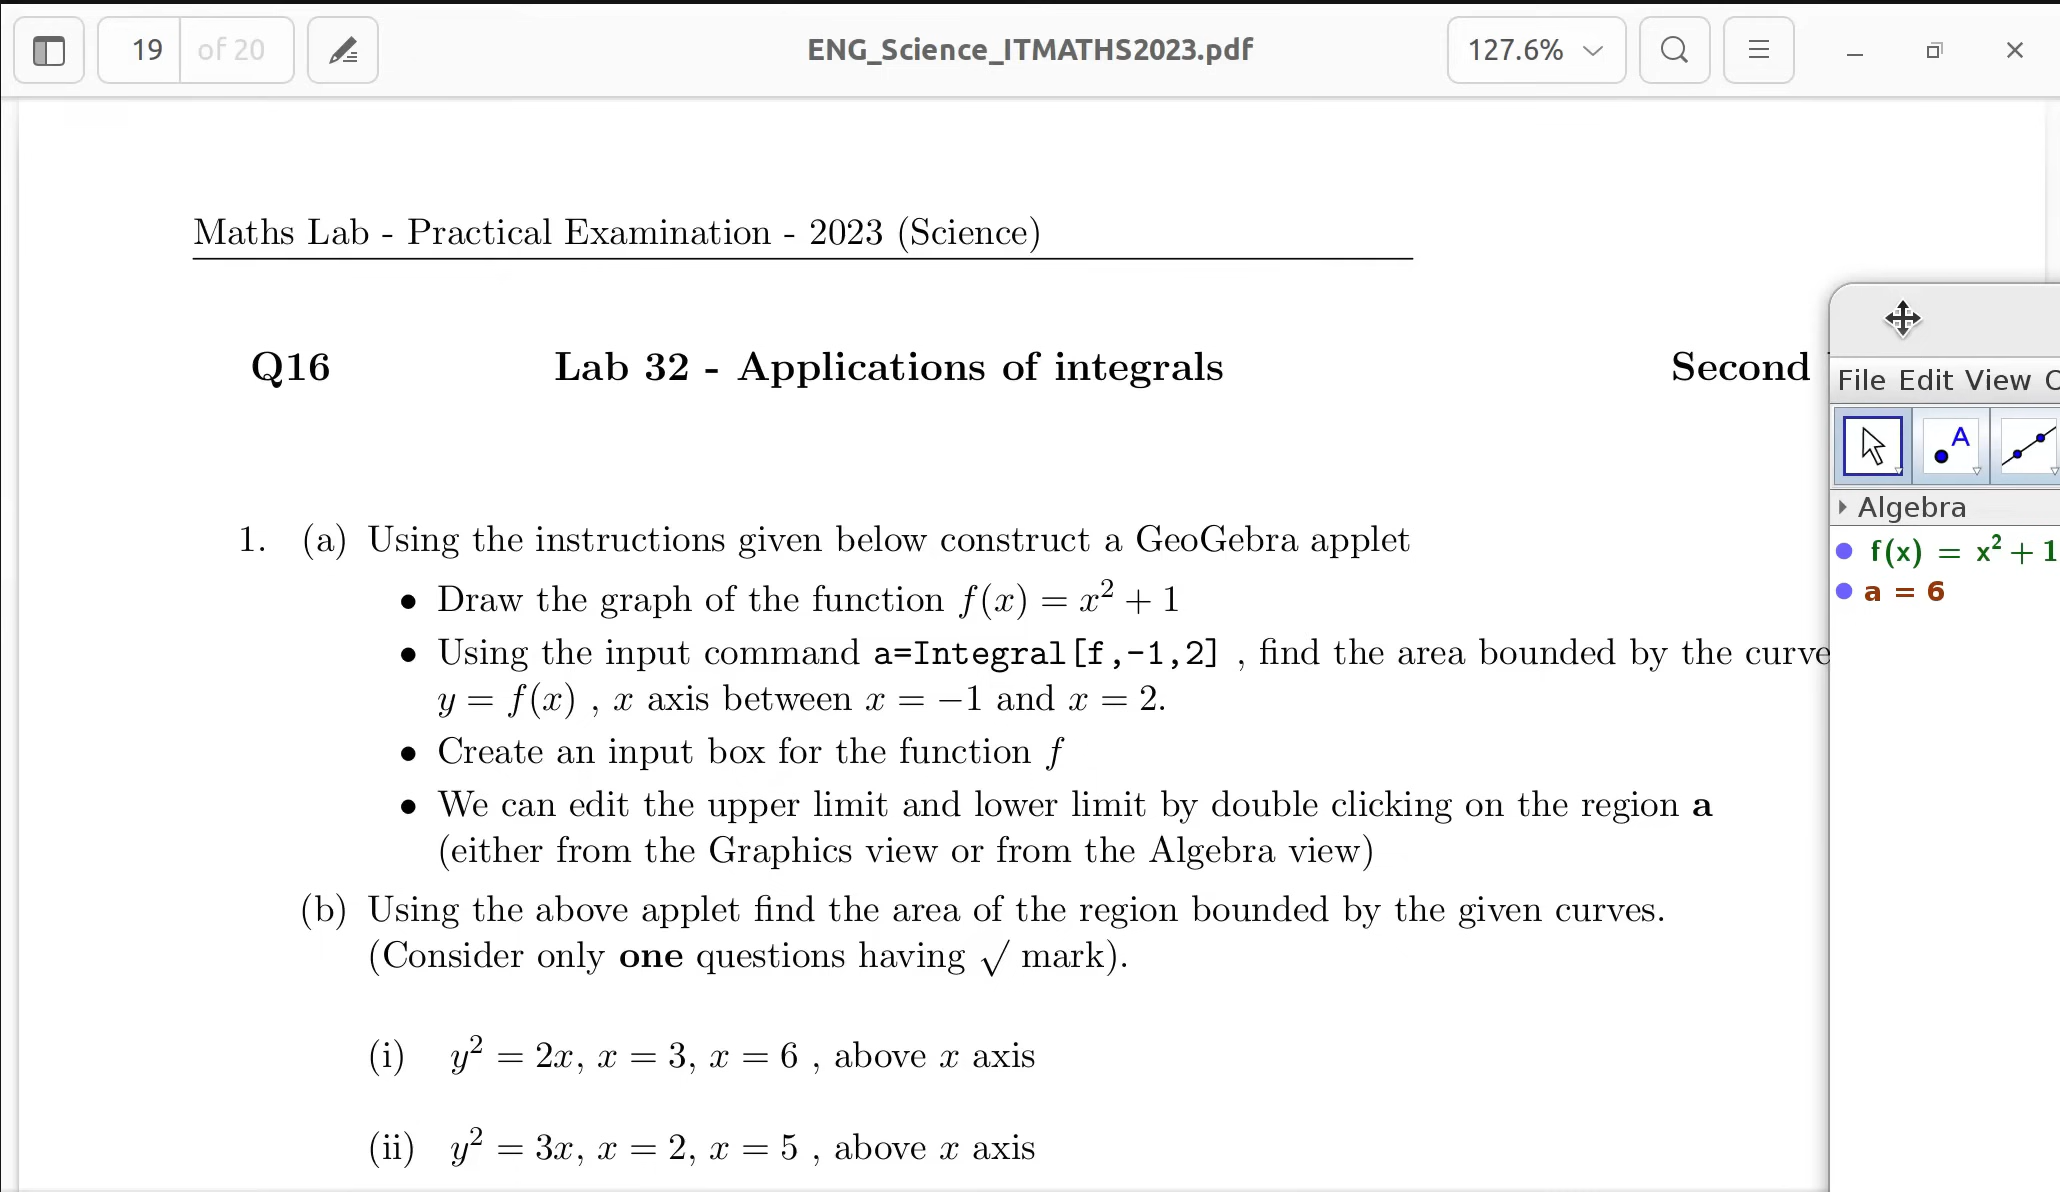 19 of 20 ENG_Science_ITMATHS2023.pdf 127.6%
Maths Lab - Practical Examination - 2023 (Science)
Q16 Lab 32 - Applications of integrals Second
File Edit View
A
Algebra
f(x) = x² + 1
a = 6
1. (a) Using the instructions given below construct a GeoGebra applet
• Draw the graph of the function f(x) = x² + 1
• Using the input command a=Integral[f,-1,2] , find the area bounded by the curve
y = f(x) , x axis between x = −1 and x = 2.
• Create an input box for the function f
• We can edit the upper limit and lower limit by double clicking on the region a
(either from the Graphics view or from the Algebra view)
(b) Using the above applet find the area of the region bounded by the given curves.
(Consider only one questions having √ mark).
(i) y² = 2x, x = 3, x = 6 , above x axis
(ii) y² = 3x, x = 2, x = 5 , above x axis